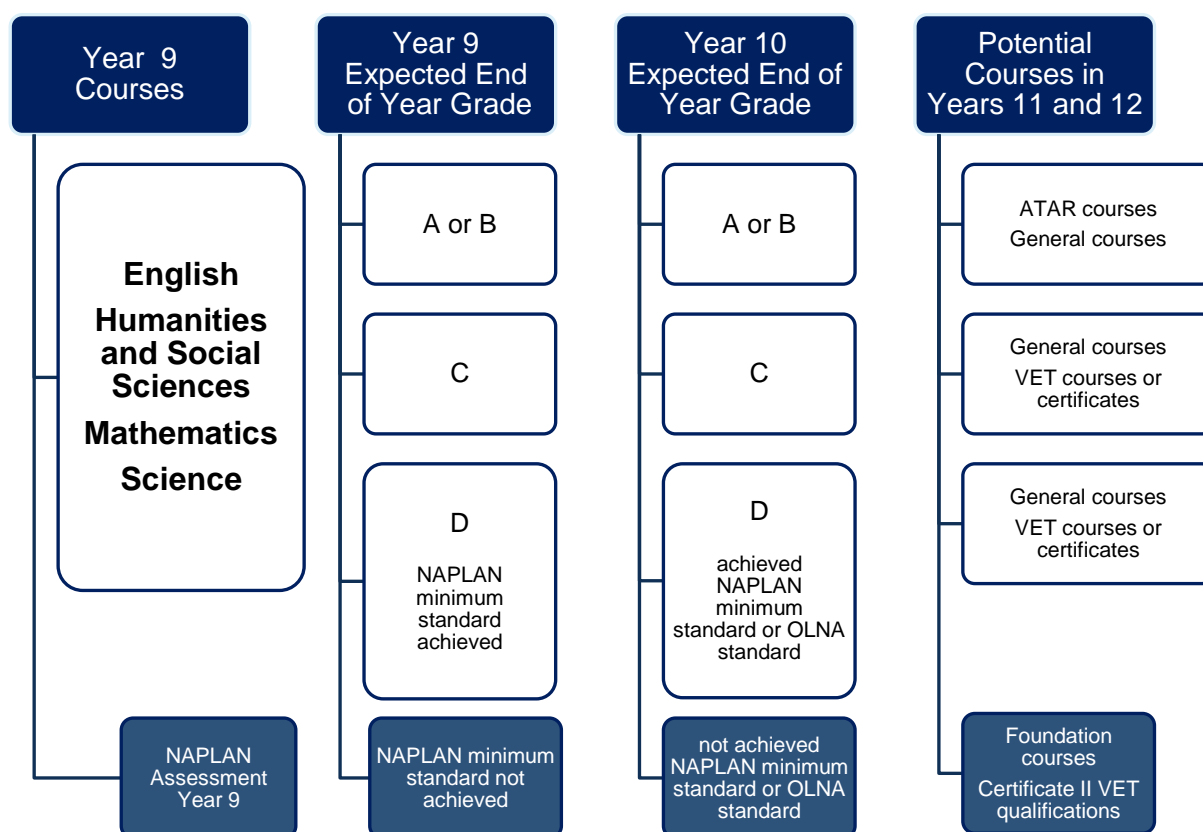 Year 9
Courses
English
Humanities
and Social
Sciences
Mathematics
Science
NAPLAN
Assessment
Year 9
Year 9
Expected End
of Year Grade
A or B
C
D
NAPLAN
minimum
standard
achieved
NAPLAN minimum
standard not
achieved
Year 10
Expected End of
Year Grade
A or B
C
D
achieved
NAPLAN
minimum
standard or OLNA
standard
not achieved
NAPLAN minimum
standard or OLNA
standard
Potential
Courses in
Years 11 and 12
ATAR courses
General courses
General courses
VET courses or
certificates
General courses
VET courses or
certificates
Foundation
courses
Certificate II VET
qualifications